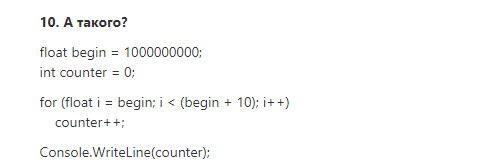 10. А такого?
float begin = 1000000000;
int counter = 0;
for (float i = begin; i < (begin + 10); i++)
counter++;
Console.WriteLine(counter);